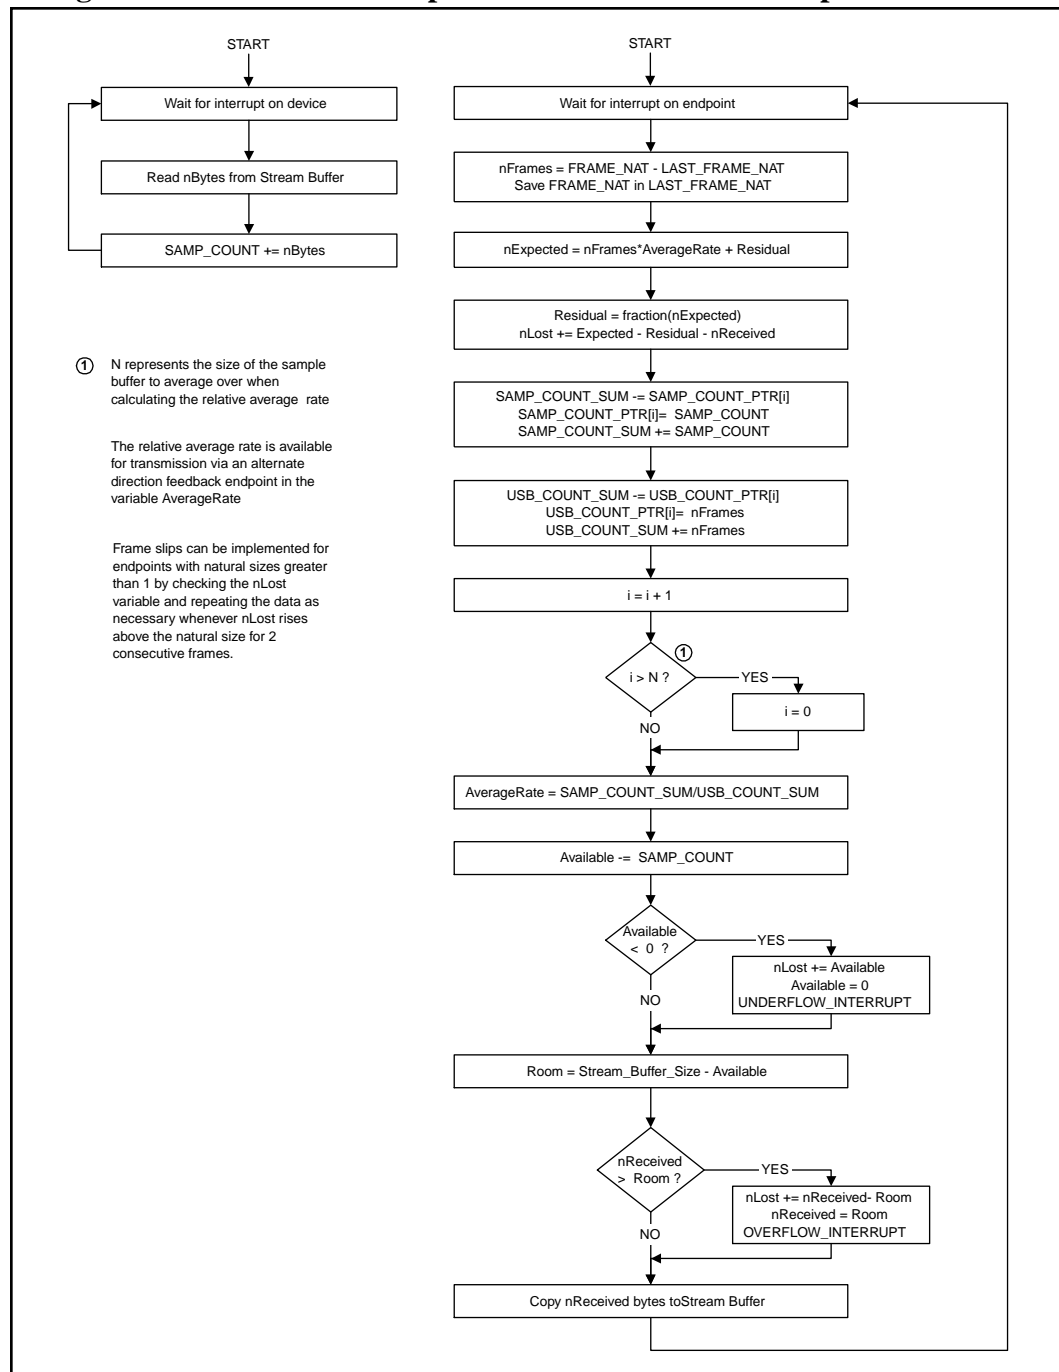 START
Wait for interrupt on device
Read nBytes from Stream Buffer
SAMP_COUNT += nBytes
1 N represents the size of the sample
buffer to average over when
calculating the relative average rate
The relative average rate is available
for transmission via an alternate
direction feedback endpoint in the
variable AverageRate
Frame slips can be implemented for
endpoints with natural sizes greater
than 1 by checking the nLost
variable and repeating the data as
necessary whenever nLost rises
above the natural size for 2
consecutive frames.
START
Wait for interrupt on endpoint
nFrames = FRAME_NAT - LAST_FRAME_NAT
Save FRAME_NAT in LAST_FRAME_NAT
nExpected = nFrames*AverageRate + Residual
Residual = fraction(nExpected)
nLost += Expected - Residual - nReceived
SAMP_COUNT_SUM -= SAMP_COUNT_PTR[i]
SAMP_COUNT_PTR[i]= SAMP_COUNT
SAMP_COUNT_SUM += SAMP_COUNT
USB_COUNT_SUM -= USB_COUNT_PTR[i]
USB_COUNT_PTR[i]= nFrames
USB_COUNT_SUM += nFrames
i = i + 1
1
i > N ?
YES
i = 0
NO
AverageRate = SAMP_COUNT_SUM/USB_COUNT_SUM
Available -= SAMP_COUNT
Available
< 0 ?
YES
nLost += Available
Available = 0
UNDERFLOW_INTERRUPT
NO
Room = Stream_Buffer_Size - Available
nReceived
> Room ?
YES
nLost += nReceived- Room
nReceived = Room
OVERFLOW_INTERRUPT
NO
Copy nReceived bytes toStream Buffer